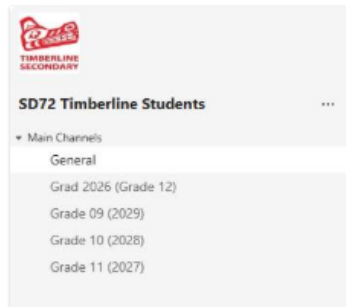 TIMBERLINE
SECONDARY
SD72 Timberline Students
Main Channels
General
Grad 2026 (Grade 12)
Grade 09 (2029)
Grade 10 (2028)
Grade 11 (2027)